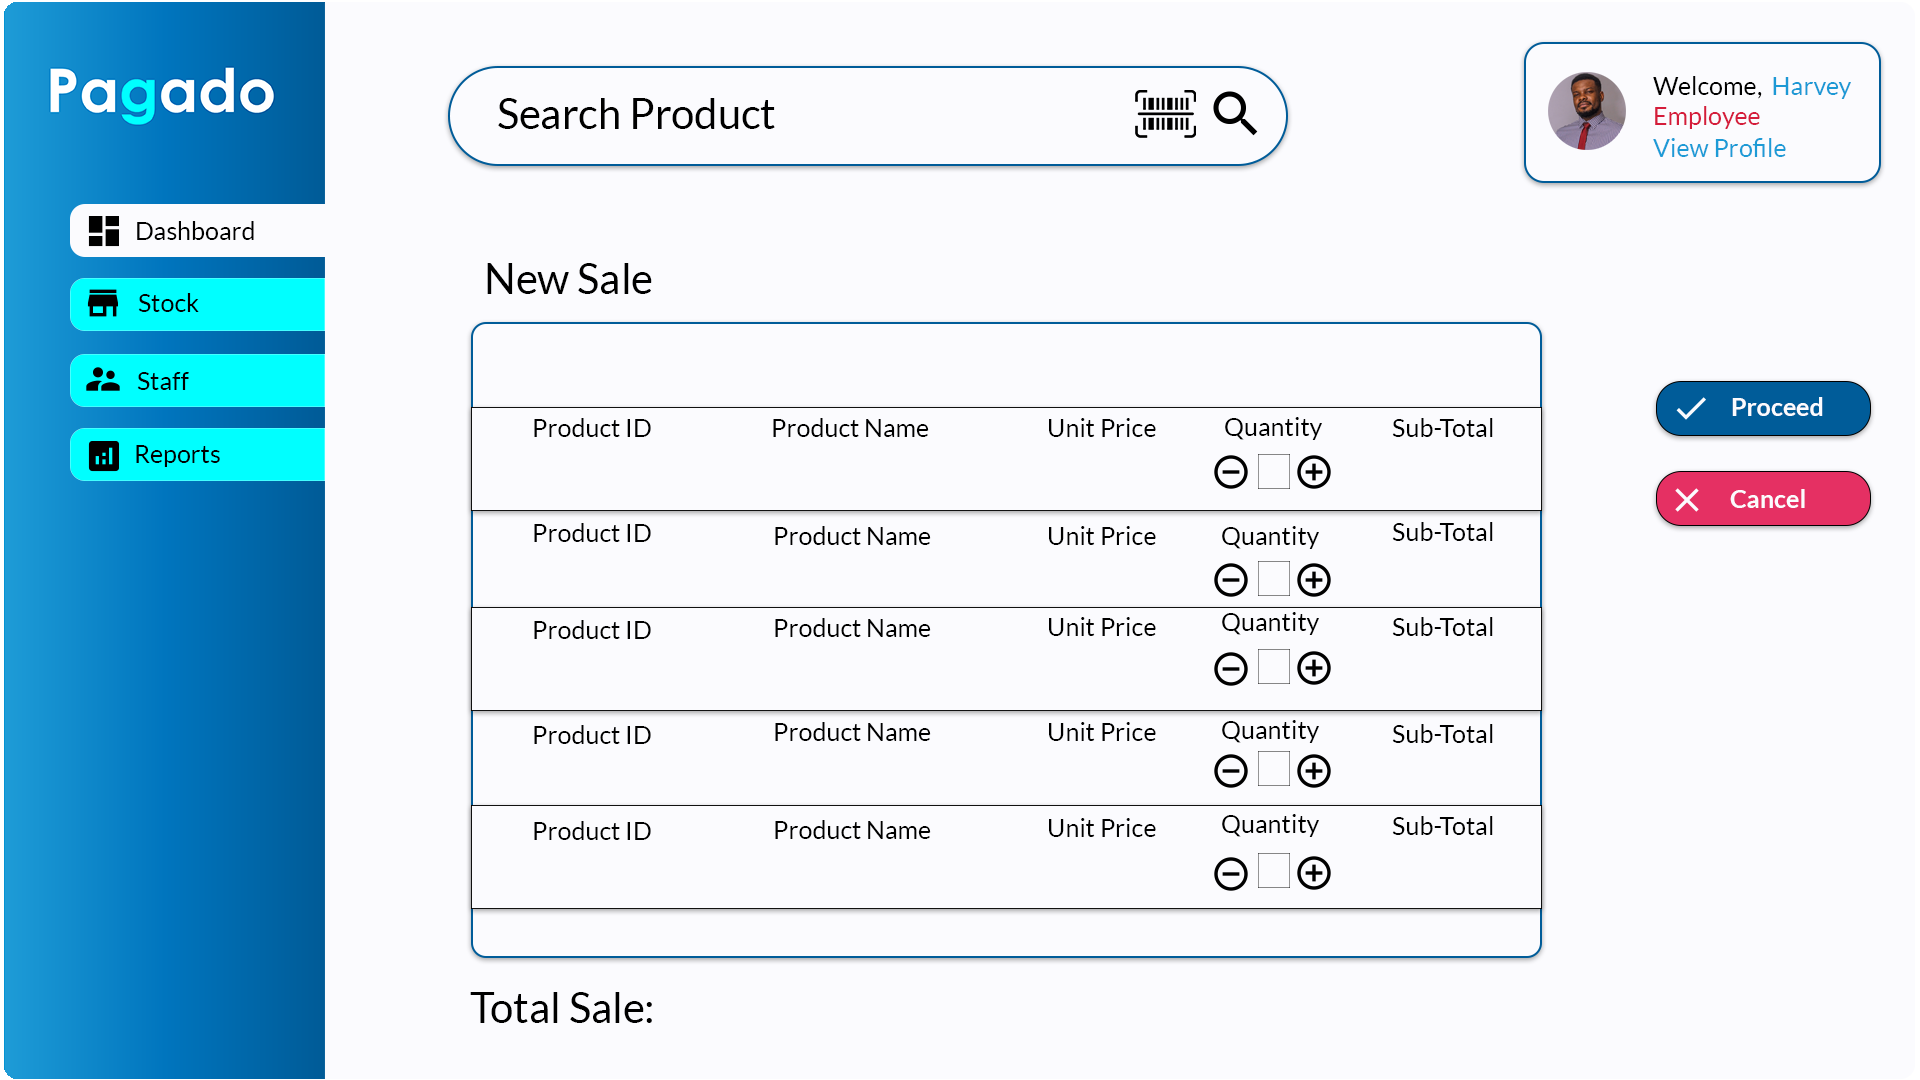 Pagado
Search Product
Welcome, Harvey
Employee
View Profile
Dashboard
Stock
Staff
Reports
New Sale
Product ID Product Name Unit Price Quantity Sub-Total
Product ID Product Name Unit Price Quantity Sub-Total
Product ID Product Name Unit Price Quantity Sub-Total
Product ID Product Name Unit Price Quantity Sub-Total
Product ID Product Name Unit Price Quantity Sub-Total
Proceed
Cancel
Total Sale: